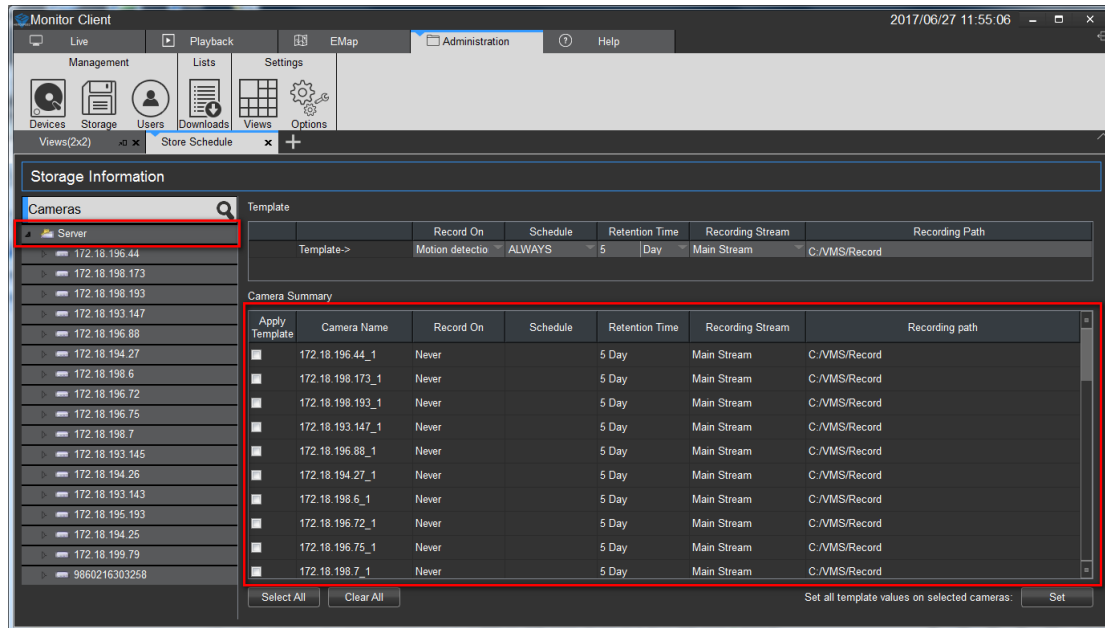 Monitor Client 2017/06/27 11:55:06
Live Playback EMap Administration Help
Management Lists Settings
Devices Storage Users Downloads Views Options
Views(2x2) Store Schedule
Storage Information
Cameras
Server
172.18.196.44
172.18.198.173
172.18.198.193
172.18.193.147
172.18.196.88
172.18.194.27
172.18.198.6
172.18.196.72
172.18.196.75
172.18.198.7
172.18.193.145
172.18.194.26
172.18.193.143
172.18.195.193
172.18.194.25
172.18.199.79
9860216303258
Template
Record On Schedule Retention Time Recording Stream Recording Path
Template-> Motion detectio ALWAYS 5 Day Main Stream C:/VMS/Record
Camera Summary
Apply Template Camera Name Record On Schedule Retention Time Recording Stream Recording path
172.18.196.44_1 Never 5 Day Main Stream C:/VMS/Record
172.18.198.173_1 Never 5 Day Main Stream C:/VMS/Record
172.18.198.193_1 Never 5 Day Main Stream C:/VMS/Record
172.18.193.147_1 Never 5 Day Main Stream C:/VMS/Record
172.18.196.88_1 Never 5 Day Main Stream C:/VMS/Record
172.18.194.27_1 Never 5 Day Main Stream C:/VMS/Record
172.18.198.6_1 Never 5 Day Main Stream C:/VMS/Record
172.18.196.72_1 Never 5 Day Main Stream C:/VMS/Record
172.18.196.75_1 Never 5 Day Main Stream C:/VMS/Record
172.18.198.7_1 Never 5 Day Main Stream C:/VMS/Record
Select All Clear All Set all template values on selected cameras: Set